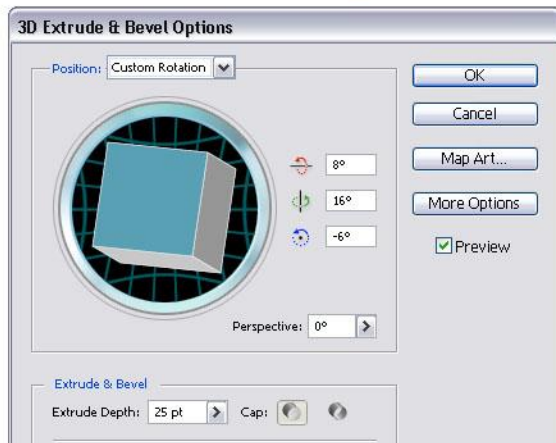 3D Extrude & Bevel Options
Position: Custom Rotation
OK
Cancel
Map Art...
More Options
Preview
8°
16°
-6°
Perspective: 0°
Extrude & Bevel
Extrude Depth: 25 pt Cap: